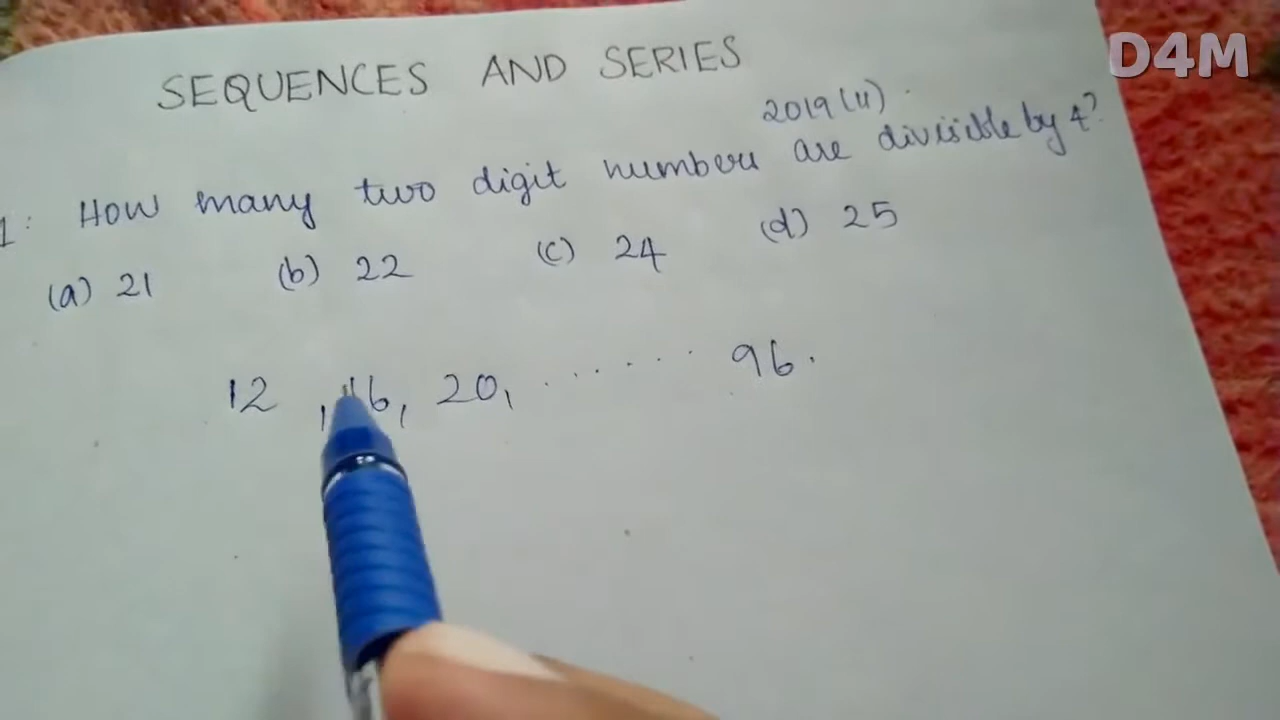 D4M
SEQUENCES AND SERIES
2019 (II)
1: How many two digit numbers are divisible by 4?
(a) 21 (b) 22 (c) 24 (d) 25
12 , 16, 20, ........ 96.